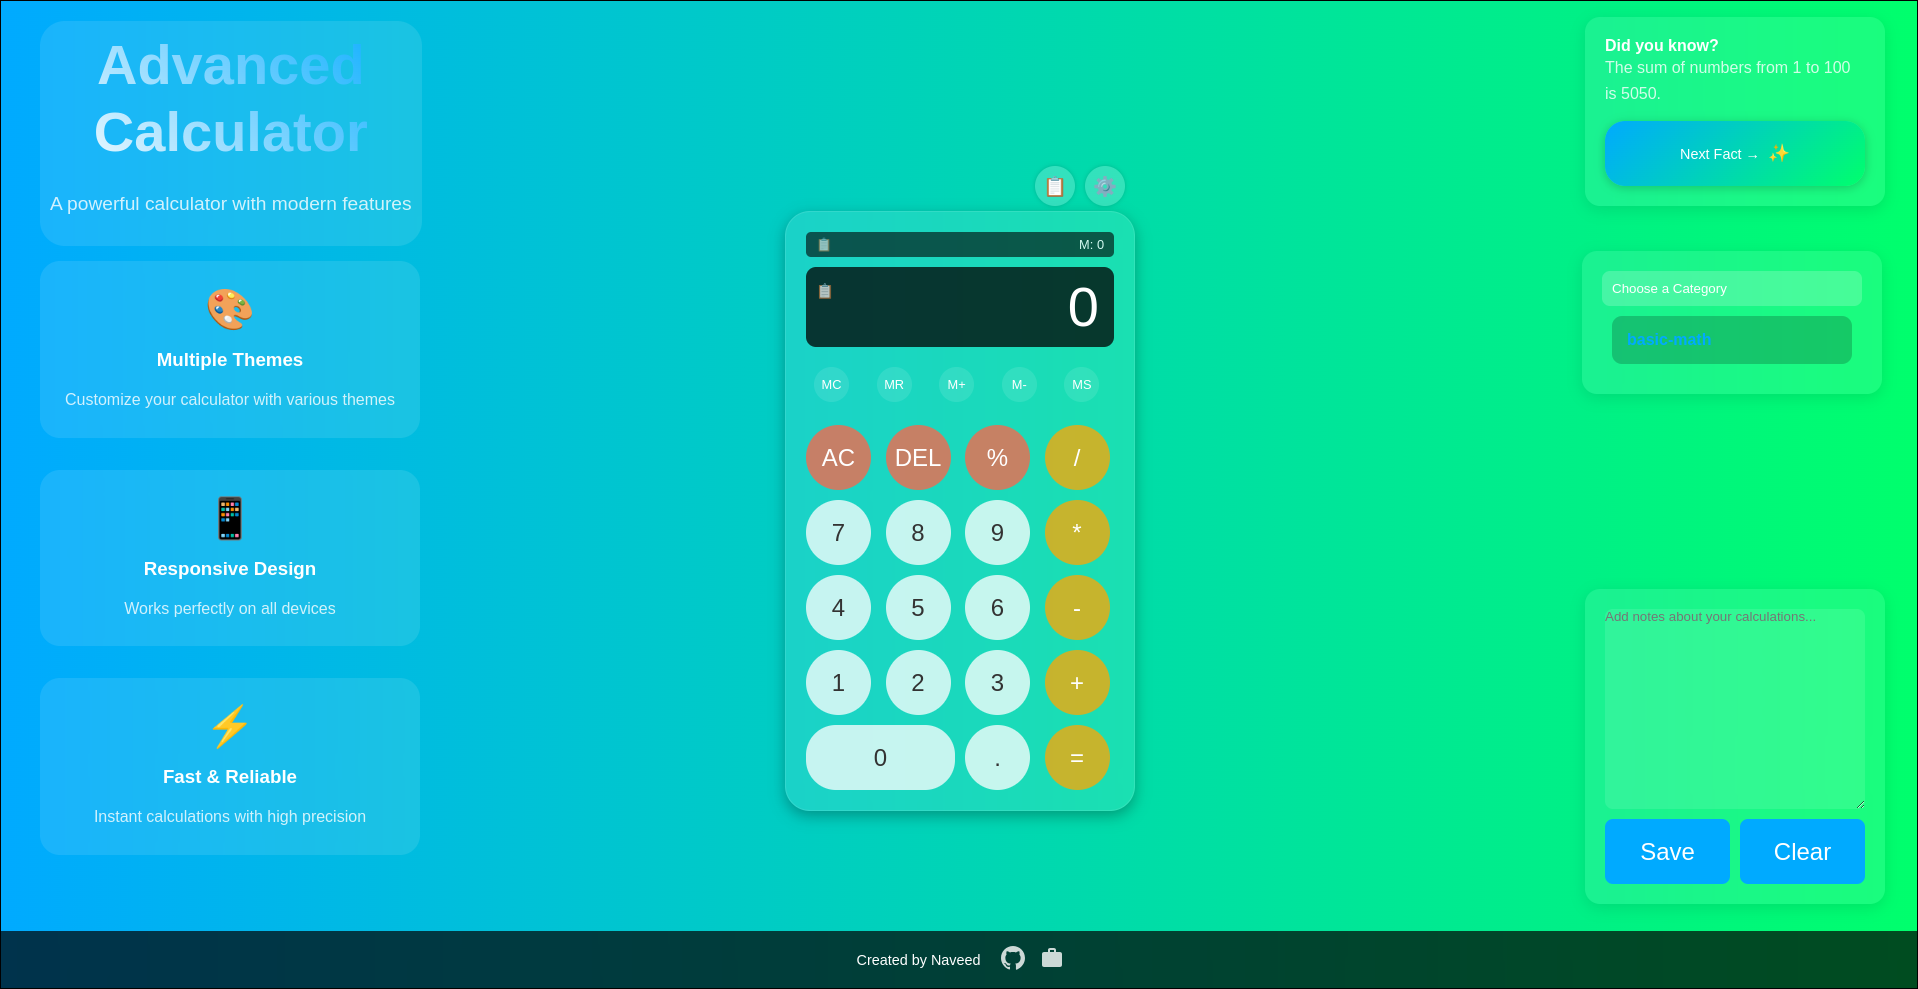 Advanced
Calculator
A powerful calculator with modern features
Multiple Themes
Customize your calculator with various themes
Responsive Design
Works perfectly on all devices
Fast & Reliable
Instant calculations with high precision
M: 0
0
MC MR M+ M- MS
AC DEL % /
7 8 9 *
4 5 6 -
1 2 3 +
0 . =
Did you know?
The sum of numbers from 1 to 100
is 5050.
Next Fact → ✨
Choose a Category
basic-math
Add notes about your calculations...
Save Clear
Created by Naveed